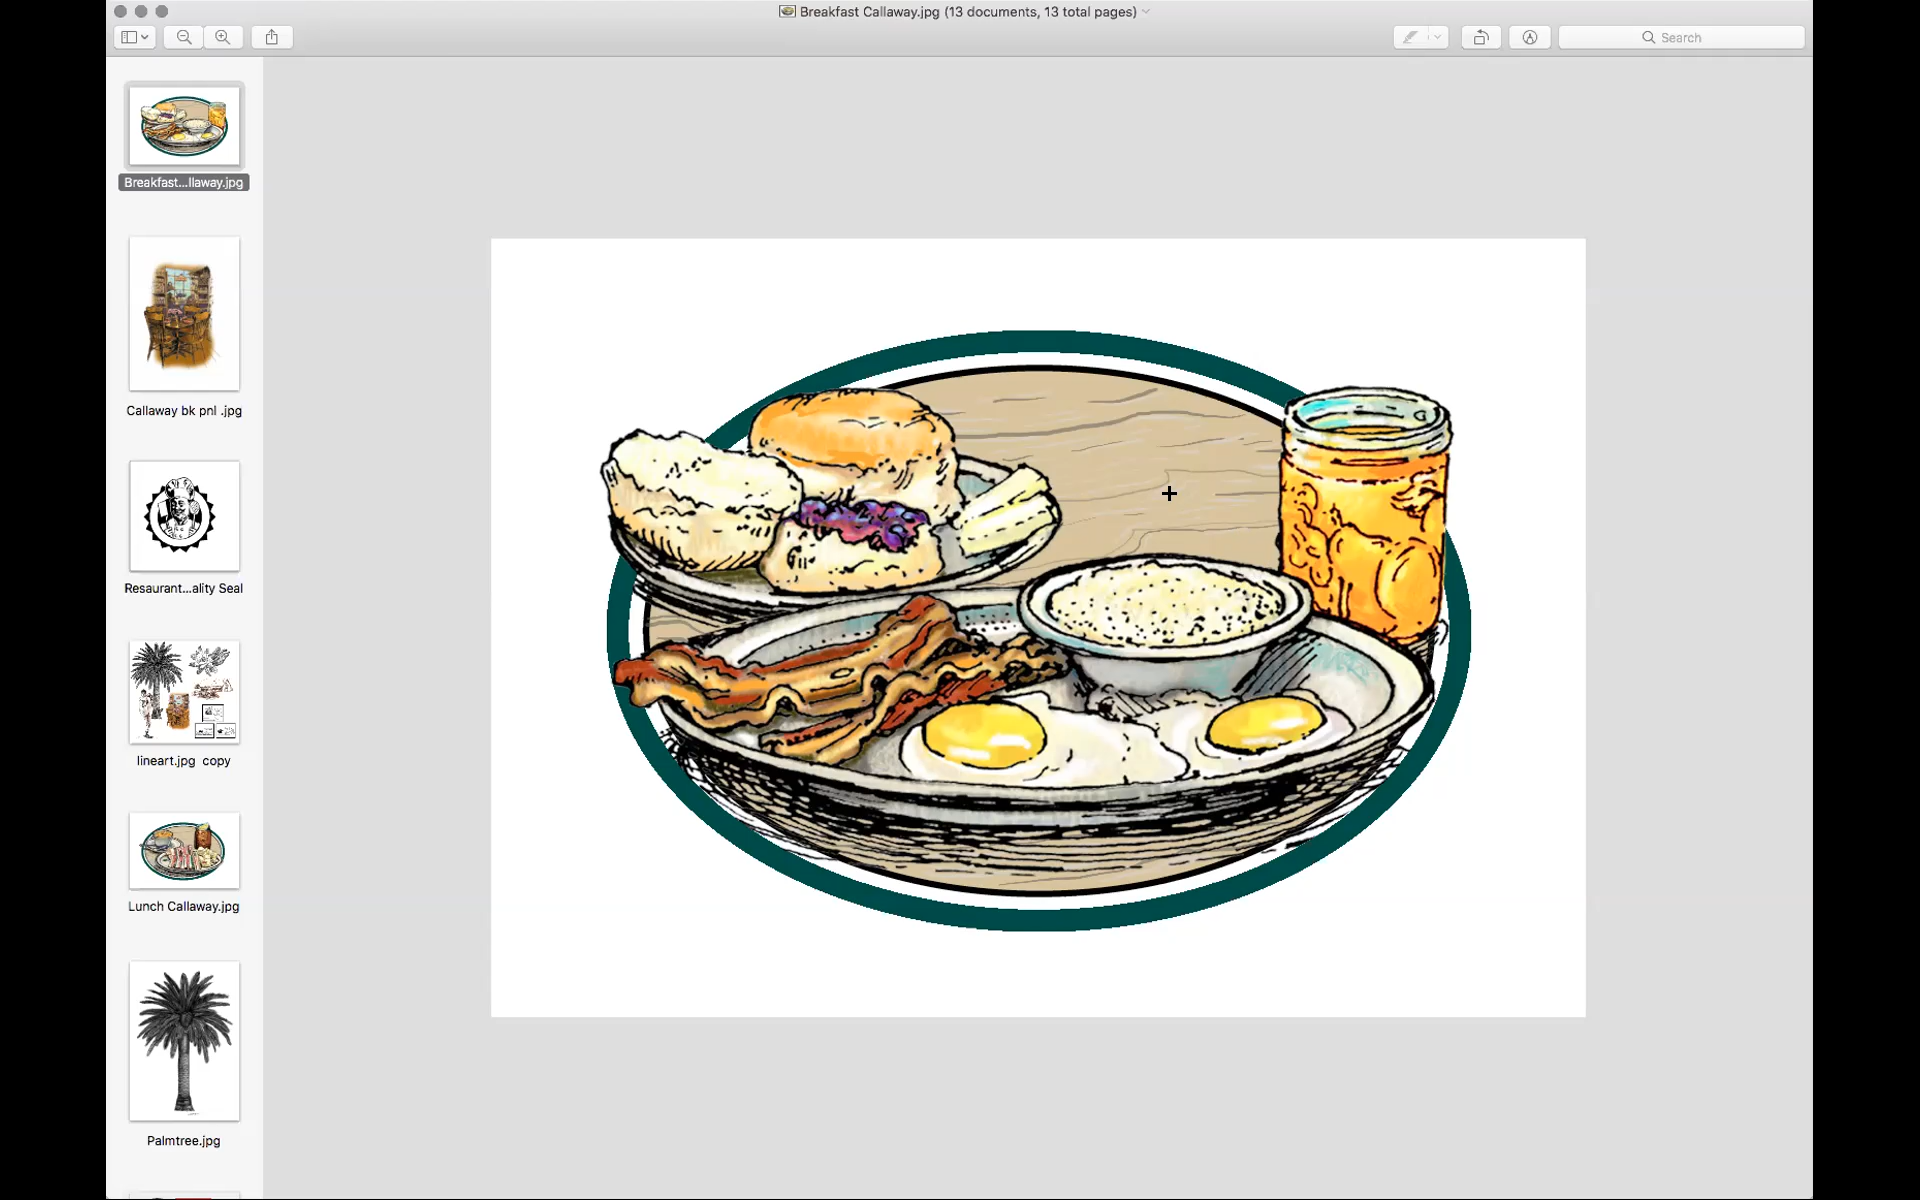 Breakfast Callaway.jpg (13 documents, 13 total pages)
Search
Breakfast...llaway.jpg
Callaway bk pnl .jpg
Resaurant...ality Seal
lineart.jpg  copy
Lunch Callaway.jpg
Palmtree.jpg